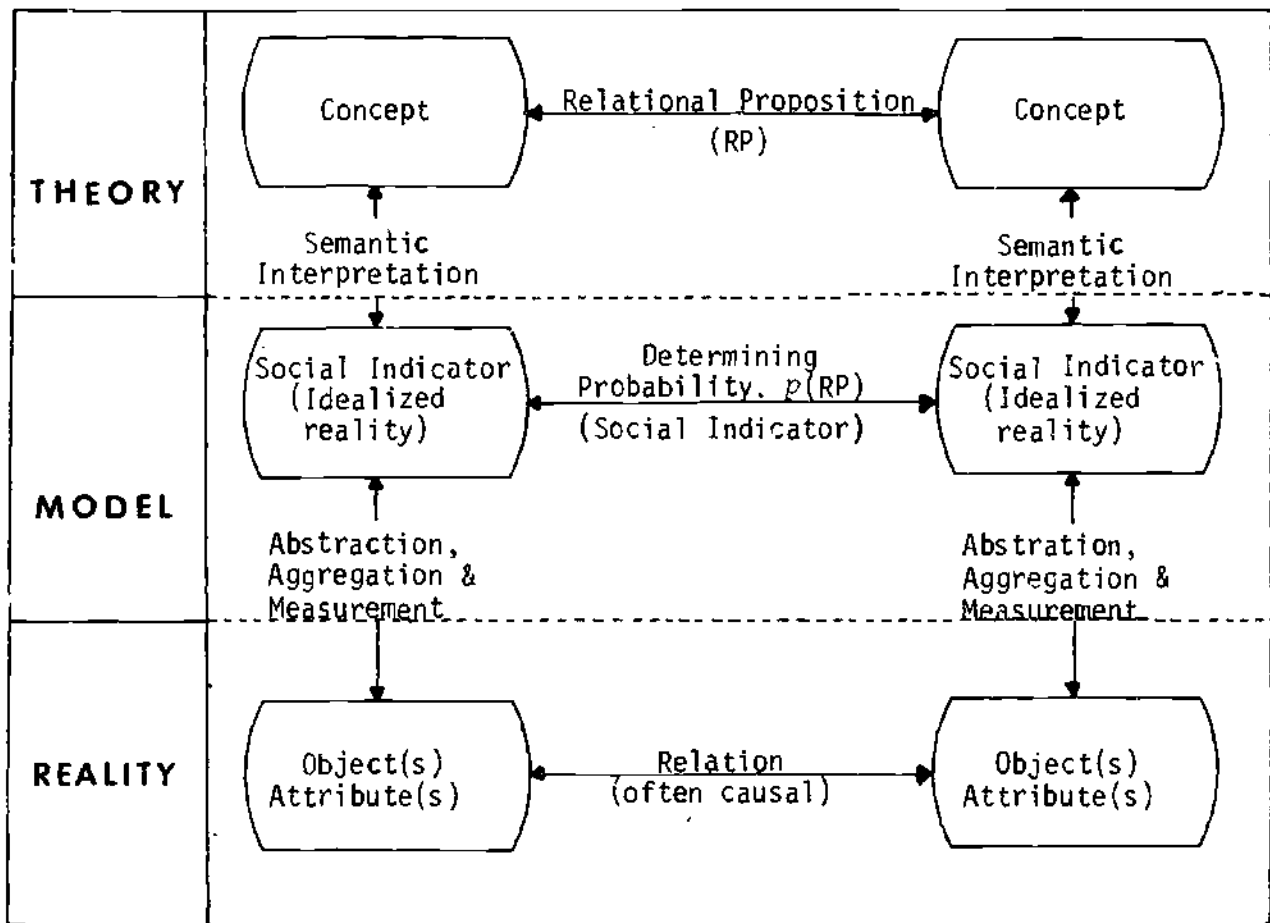 THEORY
Concept
Relational Proposition
(RP)
Concept
Semantic
Interpretation
Semantic
Interpretation
MODEL
Social Indicator
(Idealized
reality)
Determining
Probability. p(RP)
(Social Indicator)
Social Indicator
(Idealized
reality)
Abstraction,
Aggregation &
Measurement
Abstration,
Aggregation &
Measurement
REALITY
Object(s)
Attribute(s)
Relation
(often causal)
Object(s)
Attribute(s)